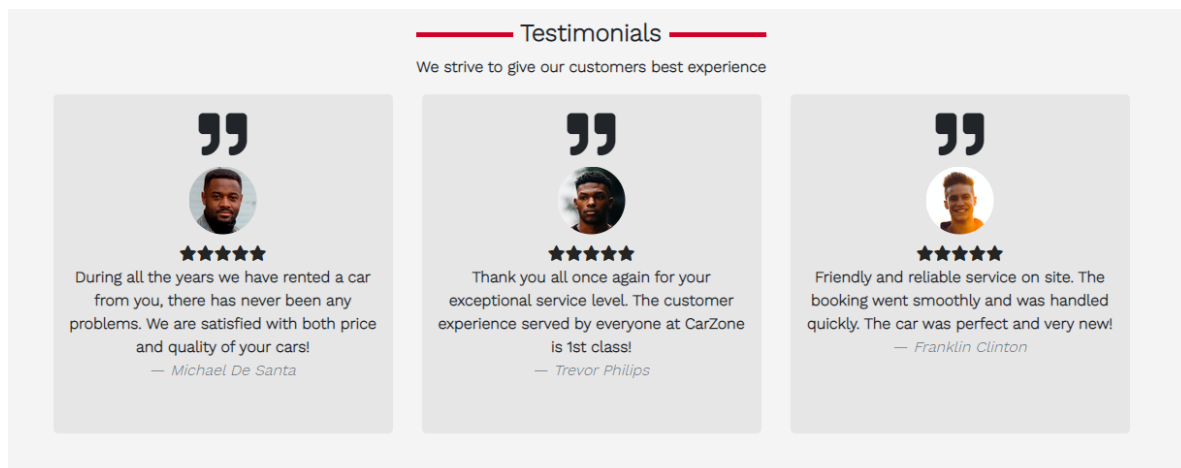 Testimonials
We strive to give our customers best experience
During all the years we have rented a car
from you, there has never been any
problems. We are satisfied with both price
and quality of your cars!
— Michael De Santa
Thank you all once again for your
exceptional service level. The customer
experience served by everyone at CarZone
is 1st class!
— Trevor Philips
Friendly and reliable service on site. The
booking went smoothly and was handled
quickly. The car was perfect and very new!
— Franklin Clinton